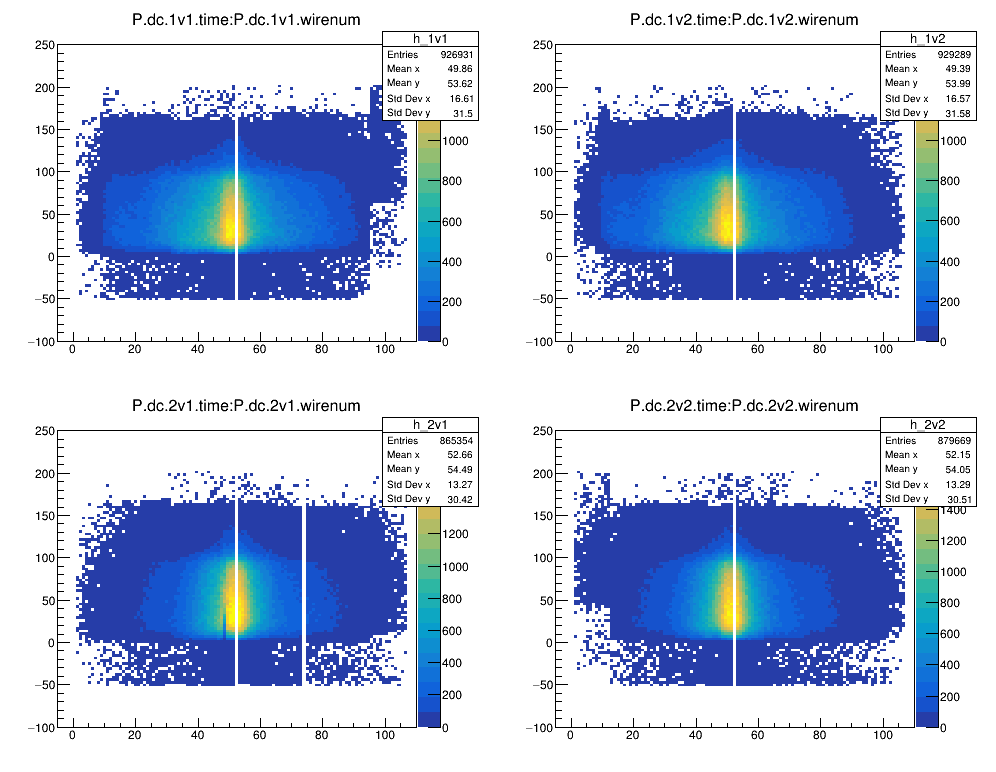 P.dc.1v1.time:P.dc.1v1.wirenum
h_1v1
Entries 926931
Mean x 49.86
Mean y 53.62
Std Dev x 16.61
Std Dev y 31.5
250
200
150
100
50
0
−50
−100
0 20 40 60 80 100
1000
800
600
400
200
0
P.dc.1v2.time:P.dc.1v2.wirenum
h_1v2
Entries 929289
Mean x 49.39
Mean y 53.99
Std Dev x 16.57
Std Dev y 31.58
250
200
150
100
50
0
−50
−100
0 20 40 60 80 100
1000
800
600
400
200
0
P.dc.2v1.time:P.dc.2v1.wirenum
h_2v1
Entries 865354
Mean x 52.66
Mean y 54.49
Std Dev x 13.27
Std Dev y 30.42
250
200
150
100
50
0
−50
−100
0 20 40 60 80 100
1200
1000
800
600
400
200
0
P.dc.2v2.time:P.dc.2v2.wirenum
h_2v2
Entries 879669
Mean x 52.15
Mean y 54.05
Std Dev x 13.29
Std Dev y 30.51
250
200
150
100
50
0
−50
−100
0 20 40 60 80 100
1400
1200
1000
800
600
400
200
0